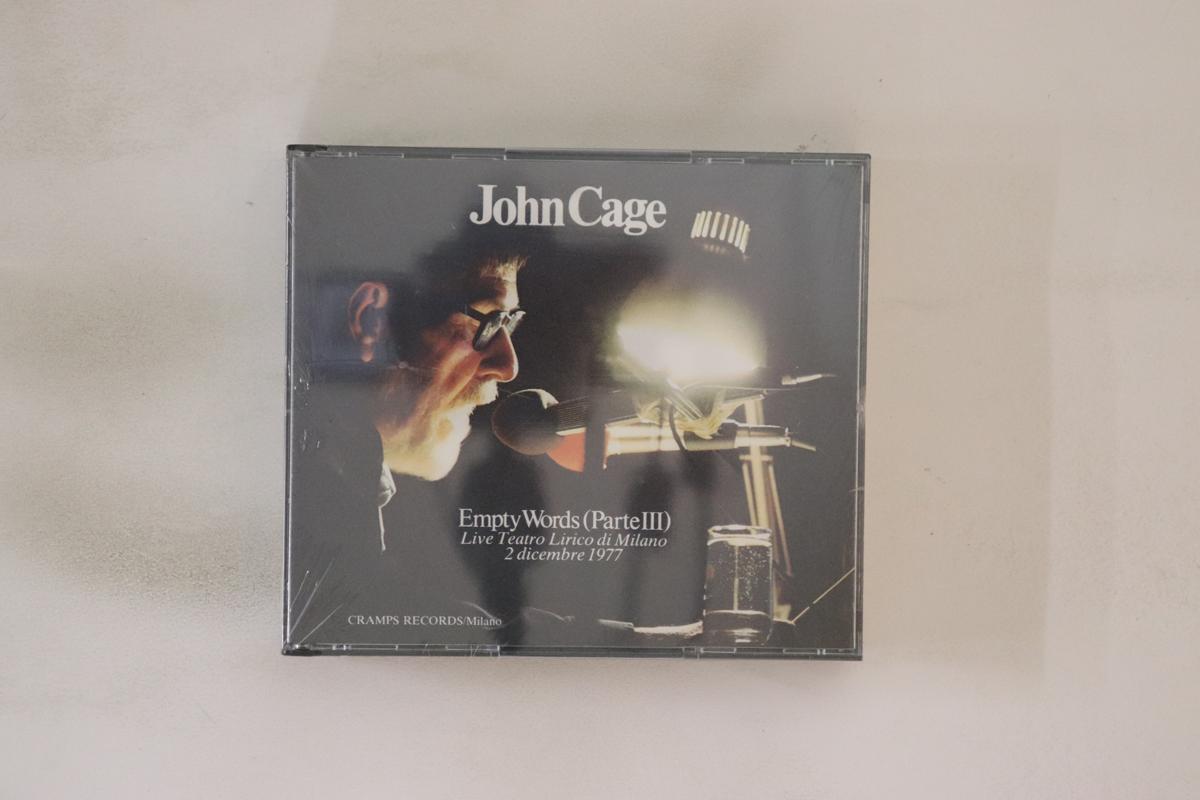 John Cage
Empty Words (Parte III)
Live Teatro Lirico di Milano
2 dicembre 1977
CRAMPS RECORDS/Milano